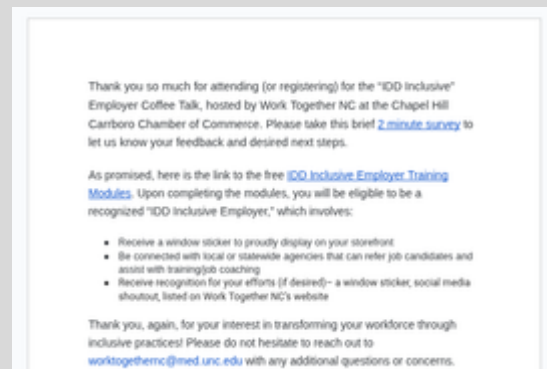 Thank you so much for attending (or registering) for the "IDD Inclusive"
Employer Coffee Talk, hosted by Work Together NC at the Chapel Hill
Carrboro Chamber of Commerce. Please take this brief 2 minute survey to
let us know your feedback and desired next steps.
As promised, here is the link to the free IDD Inclusive Employer Training
Modules. Upon completing the modules, you will be eligible to be a
recognized "IDD Inclusive Employer," which involves:
▪ Receive a window sticker to proudly display on your storefront
▪ Be connected with local or statewide agencies that can refer job candidates and
assist with training/job coaching
▪ Receive recognition for your efforts (if desired)– a window sticker, social media
shoutout, listed on Work Together NC's website
Thank you, again, for your interest in transforming your workforce through
inclusive practices! Please do not hesitate to reach out to
worktogethernc@med.unc.edu with any additional questions or concerns.